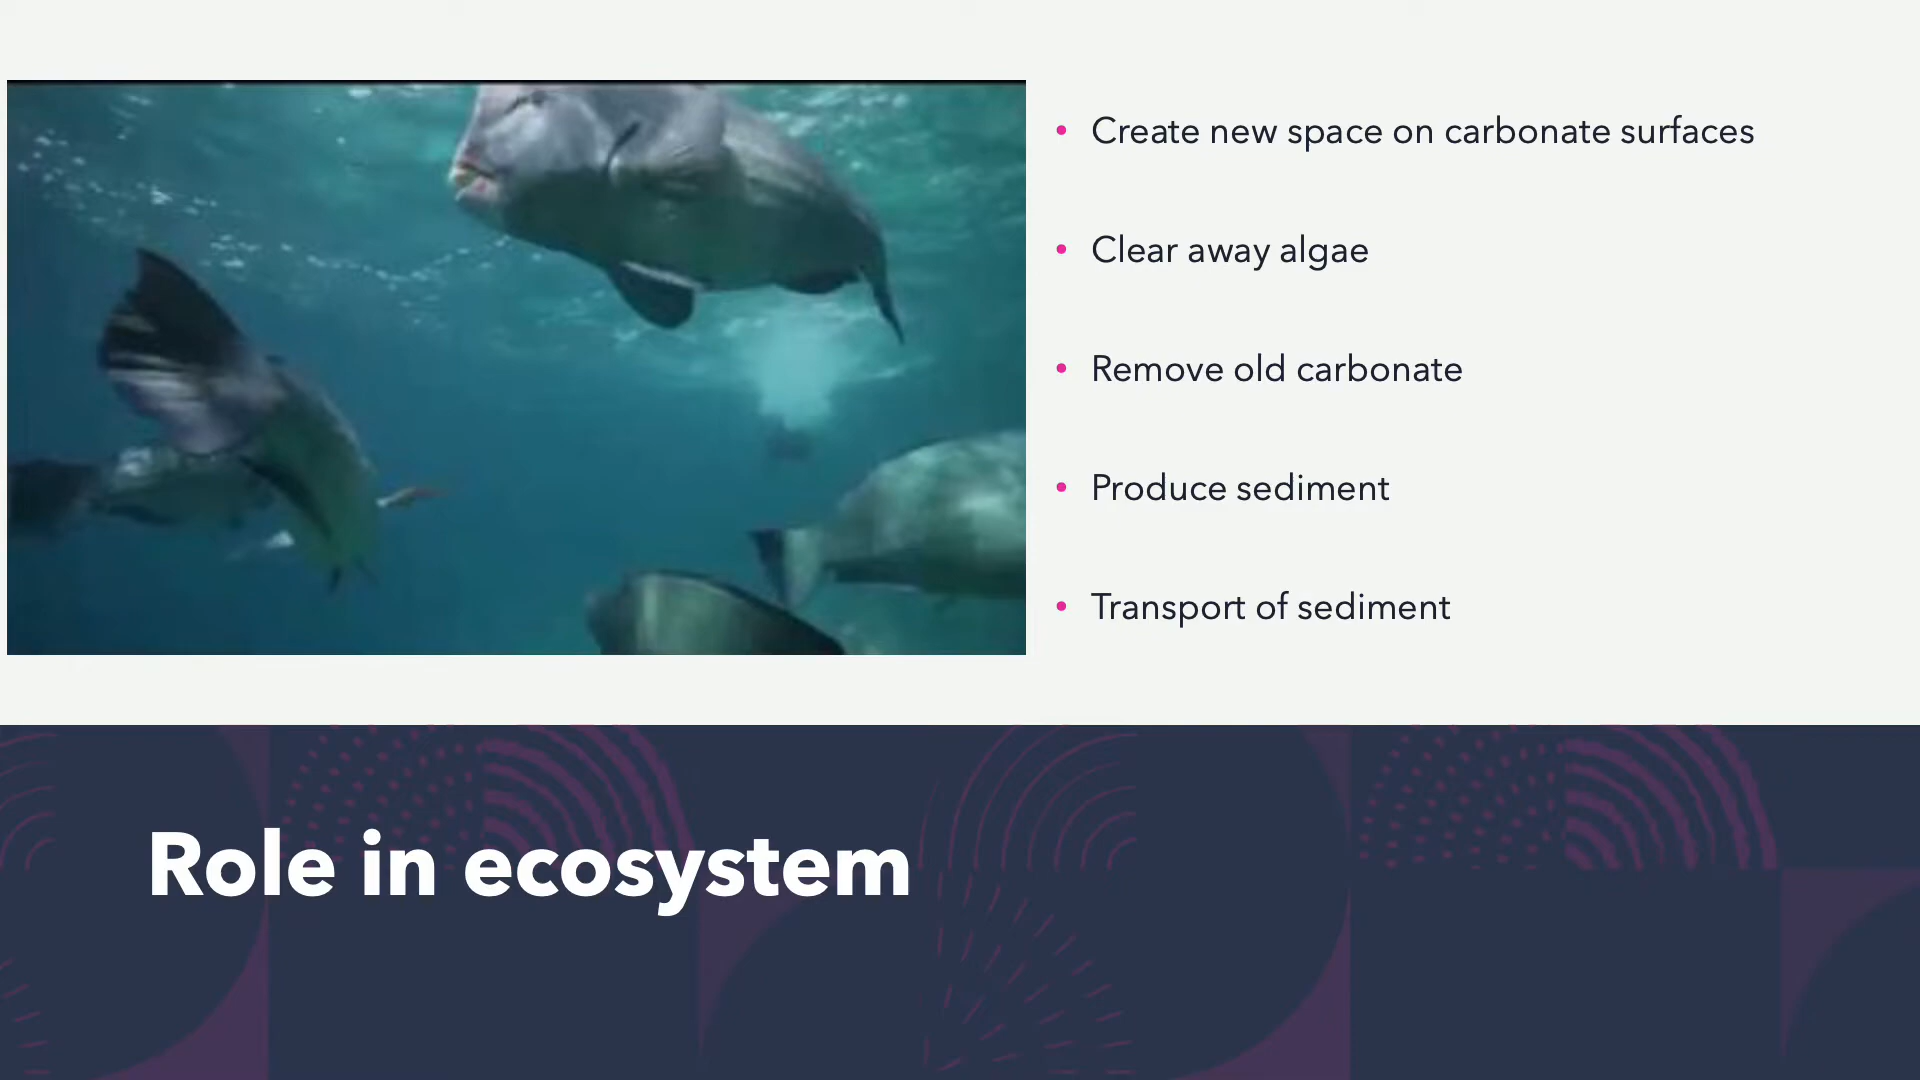 Create new space on carbonate surfaces
Clear away algae
Remove old carbonate
Produce sediment
Transport of sediment
Role in ecosystem